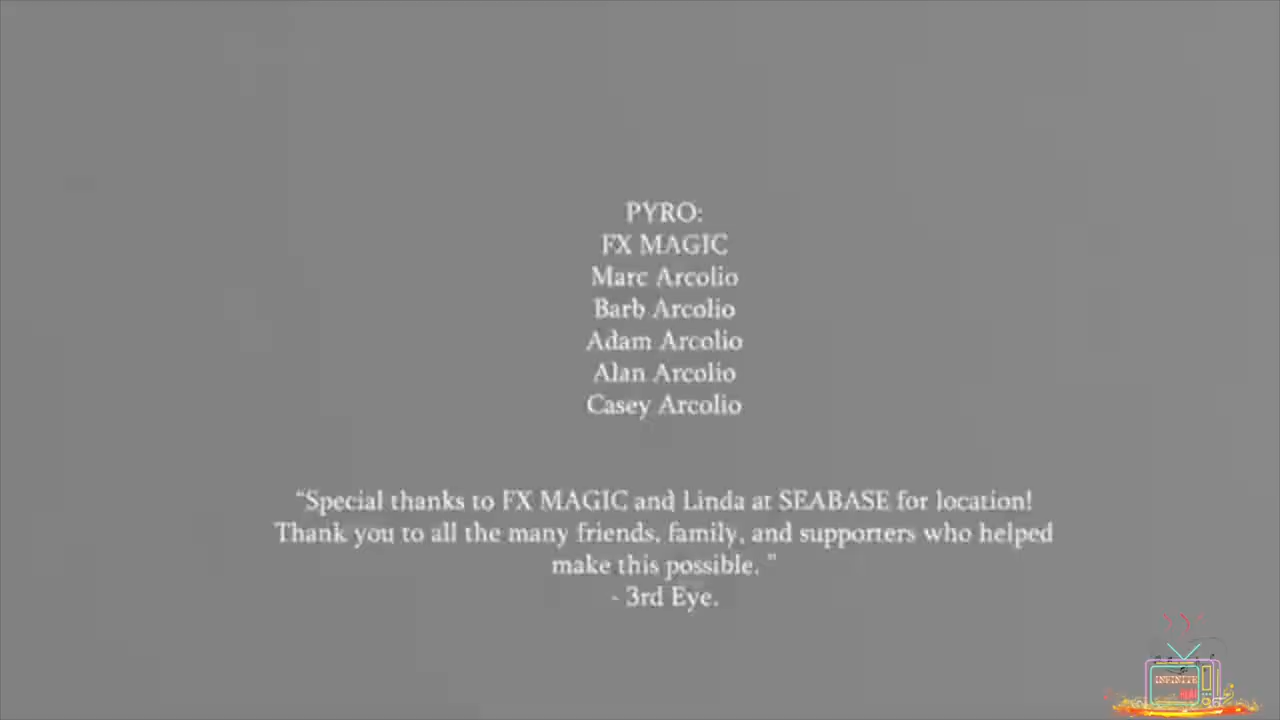 PYRO:
FX MAGIC
Marc Arcolio
Barb Arcolio
Adam Arcolio
Alan Arcolio
Casey Arcolio
“Special thanks to FX MAGIC and Linda at SEABASE for location!
Thank you to all the many friends, family, and supporters who helped
make this possible. ”
- 3rd Eye.
INFINITE